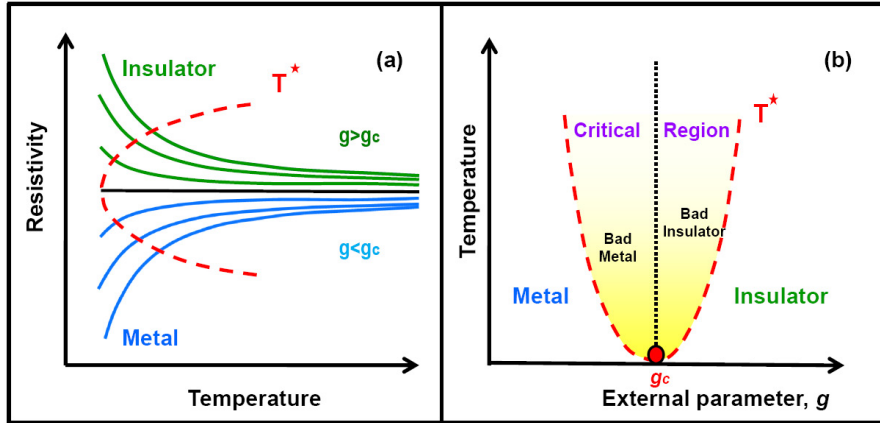 (a)
Insulator
T*
g>gc
Resistivity
g<gc
Metal
Temperature
(b)
T*
Critical Region
Temperature
Bad
Metal
Bad
Insulator
Metal
Insulator
gc
External parameter, g